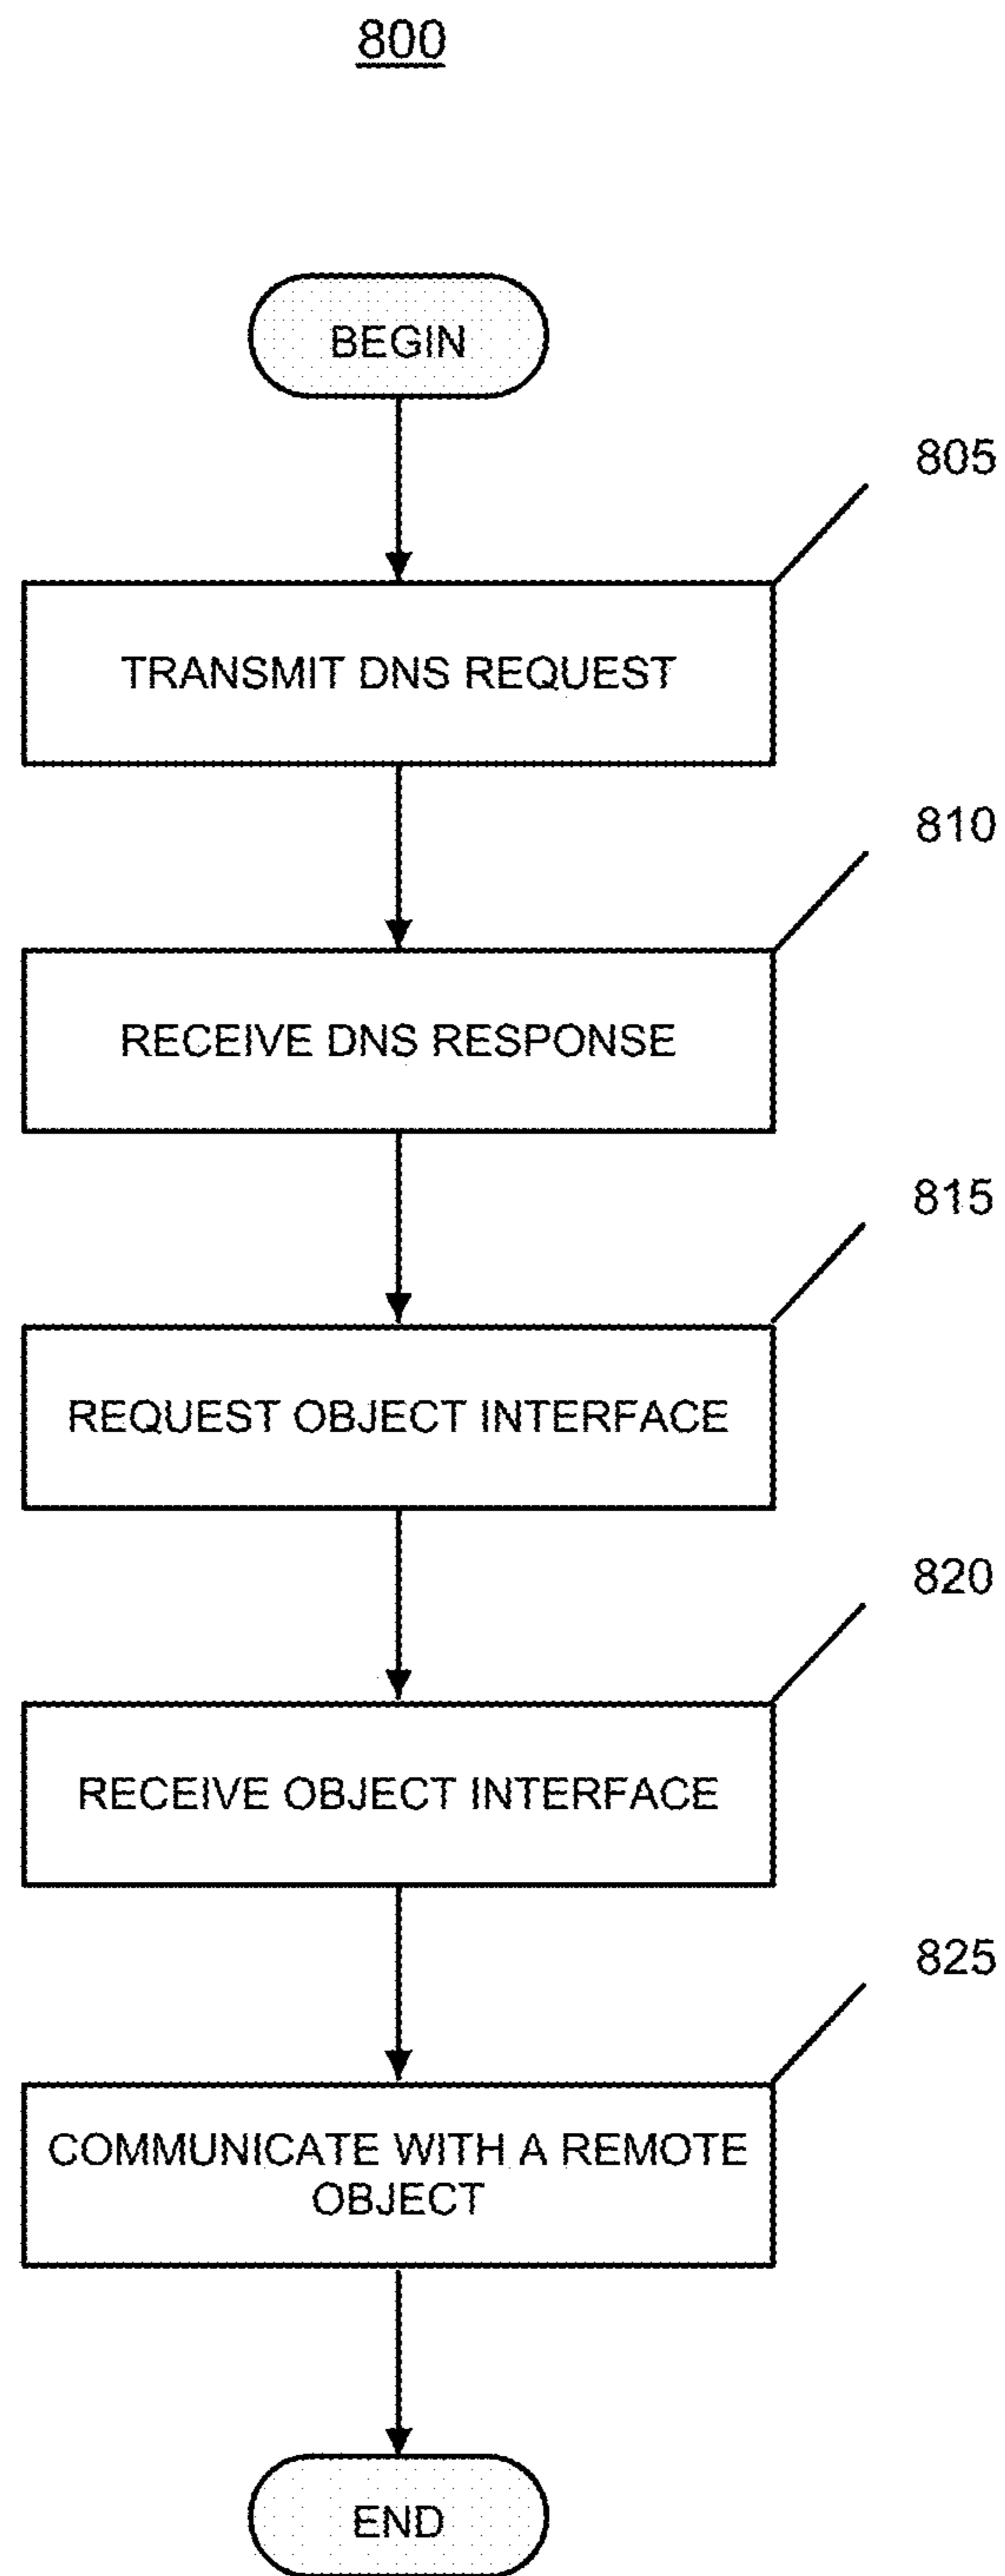 800
BEGIN
805
TRANSMIT DNS REQUEST
810
RECEIVE DNS RESPONSE
815
REQUEST OBJECT INTERFACE
820
RECEIVE OBJECT INTERFACE
825
COMMUNICATE WITH A REMOTE
OBJECT
END